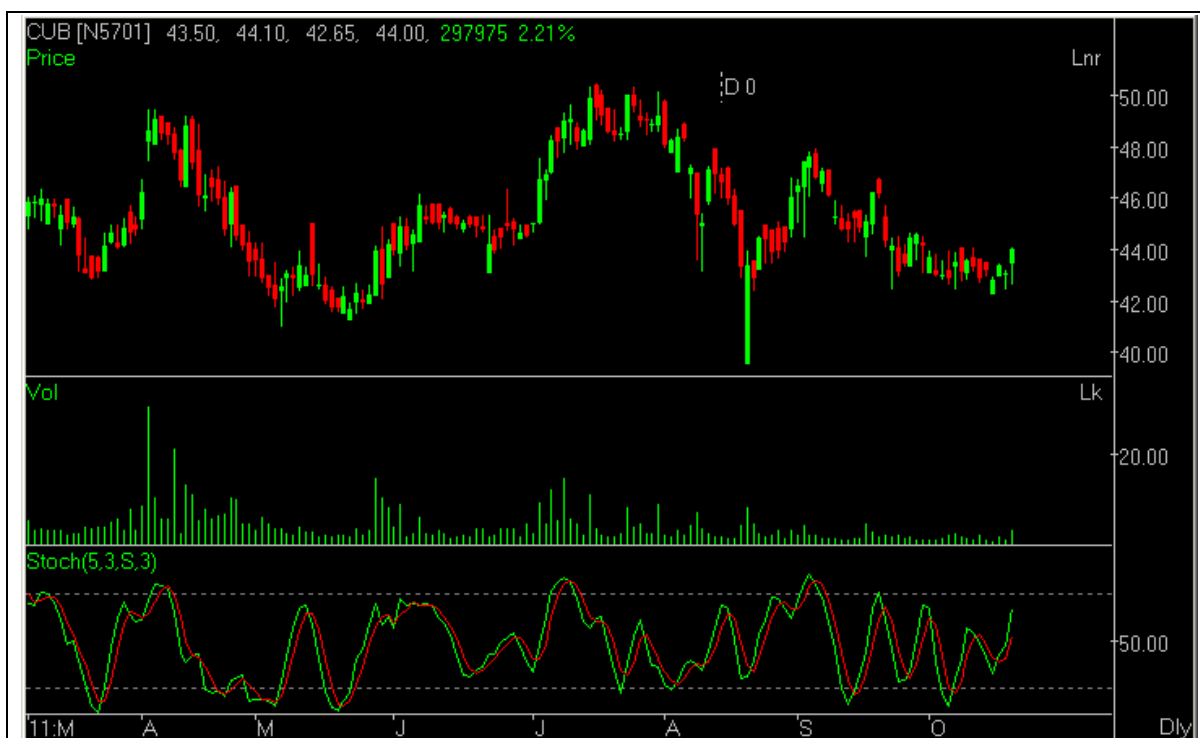 CUB [N5701] 43.50, 44.10, 42.65, 44.00, 297975 2.21%
Price
Lnr
D 0
50.00
48.00
46.00
44.00
42.00
40.00
Vol
Lk
20.00
Stoch(5,3,S,3)
50.00
'11:M A M J J A S O Dly